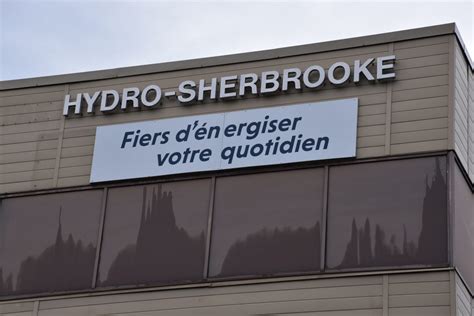 HYDRO-SHERBROOKE
Fiers d'énergiser
votre quotidien